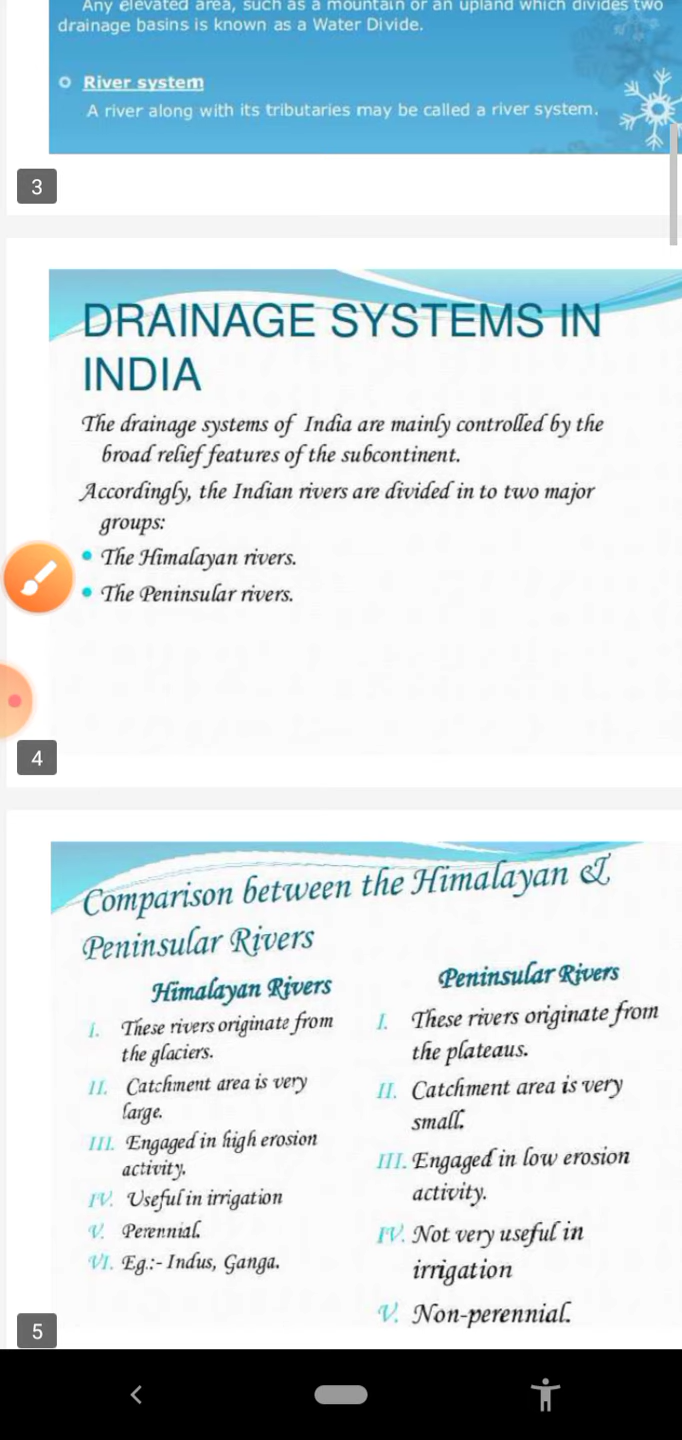 Any elevated area, such as a mountain or an upland which divides two
drainage basins is known as a Water Divide.
River system
A river along with its tributaries may be called a river system.
3
DRAINAGE SYSTEMS IN
INDIA
The drainage systems of India are mainly controlled by the
broad relief features of the subcontinent.
Accordingly, the Indian rivers are divided in to two major
groups:
• The Himalayan rivers.
• The Peninsular rivers.
4
Comparison between the Himalayan &
Peninsular Rivers
Himalayan Rivers
I. These rivers originate from
the glaciers.
II. Catchment area is very
large.
III. Engaged in high erosion
activity.
IV. Useful in irrigation
V. Perennial.
VI. Eg.:- Indus, Ganga.
Peninsular Rivers
I. These rivers originate from
the plateaus.
II. Catchment area is very
small.
III. Engaged in low erosion
activity.
IV. Not very useful in
irrigation
V. Non-perennial.
5